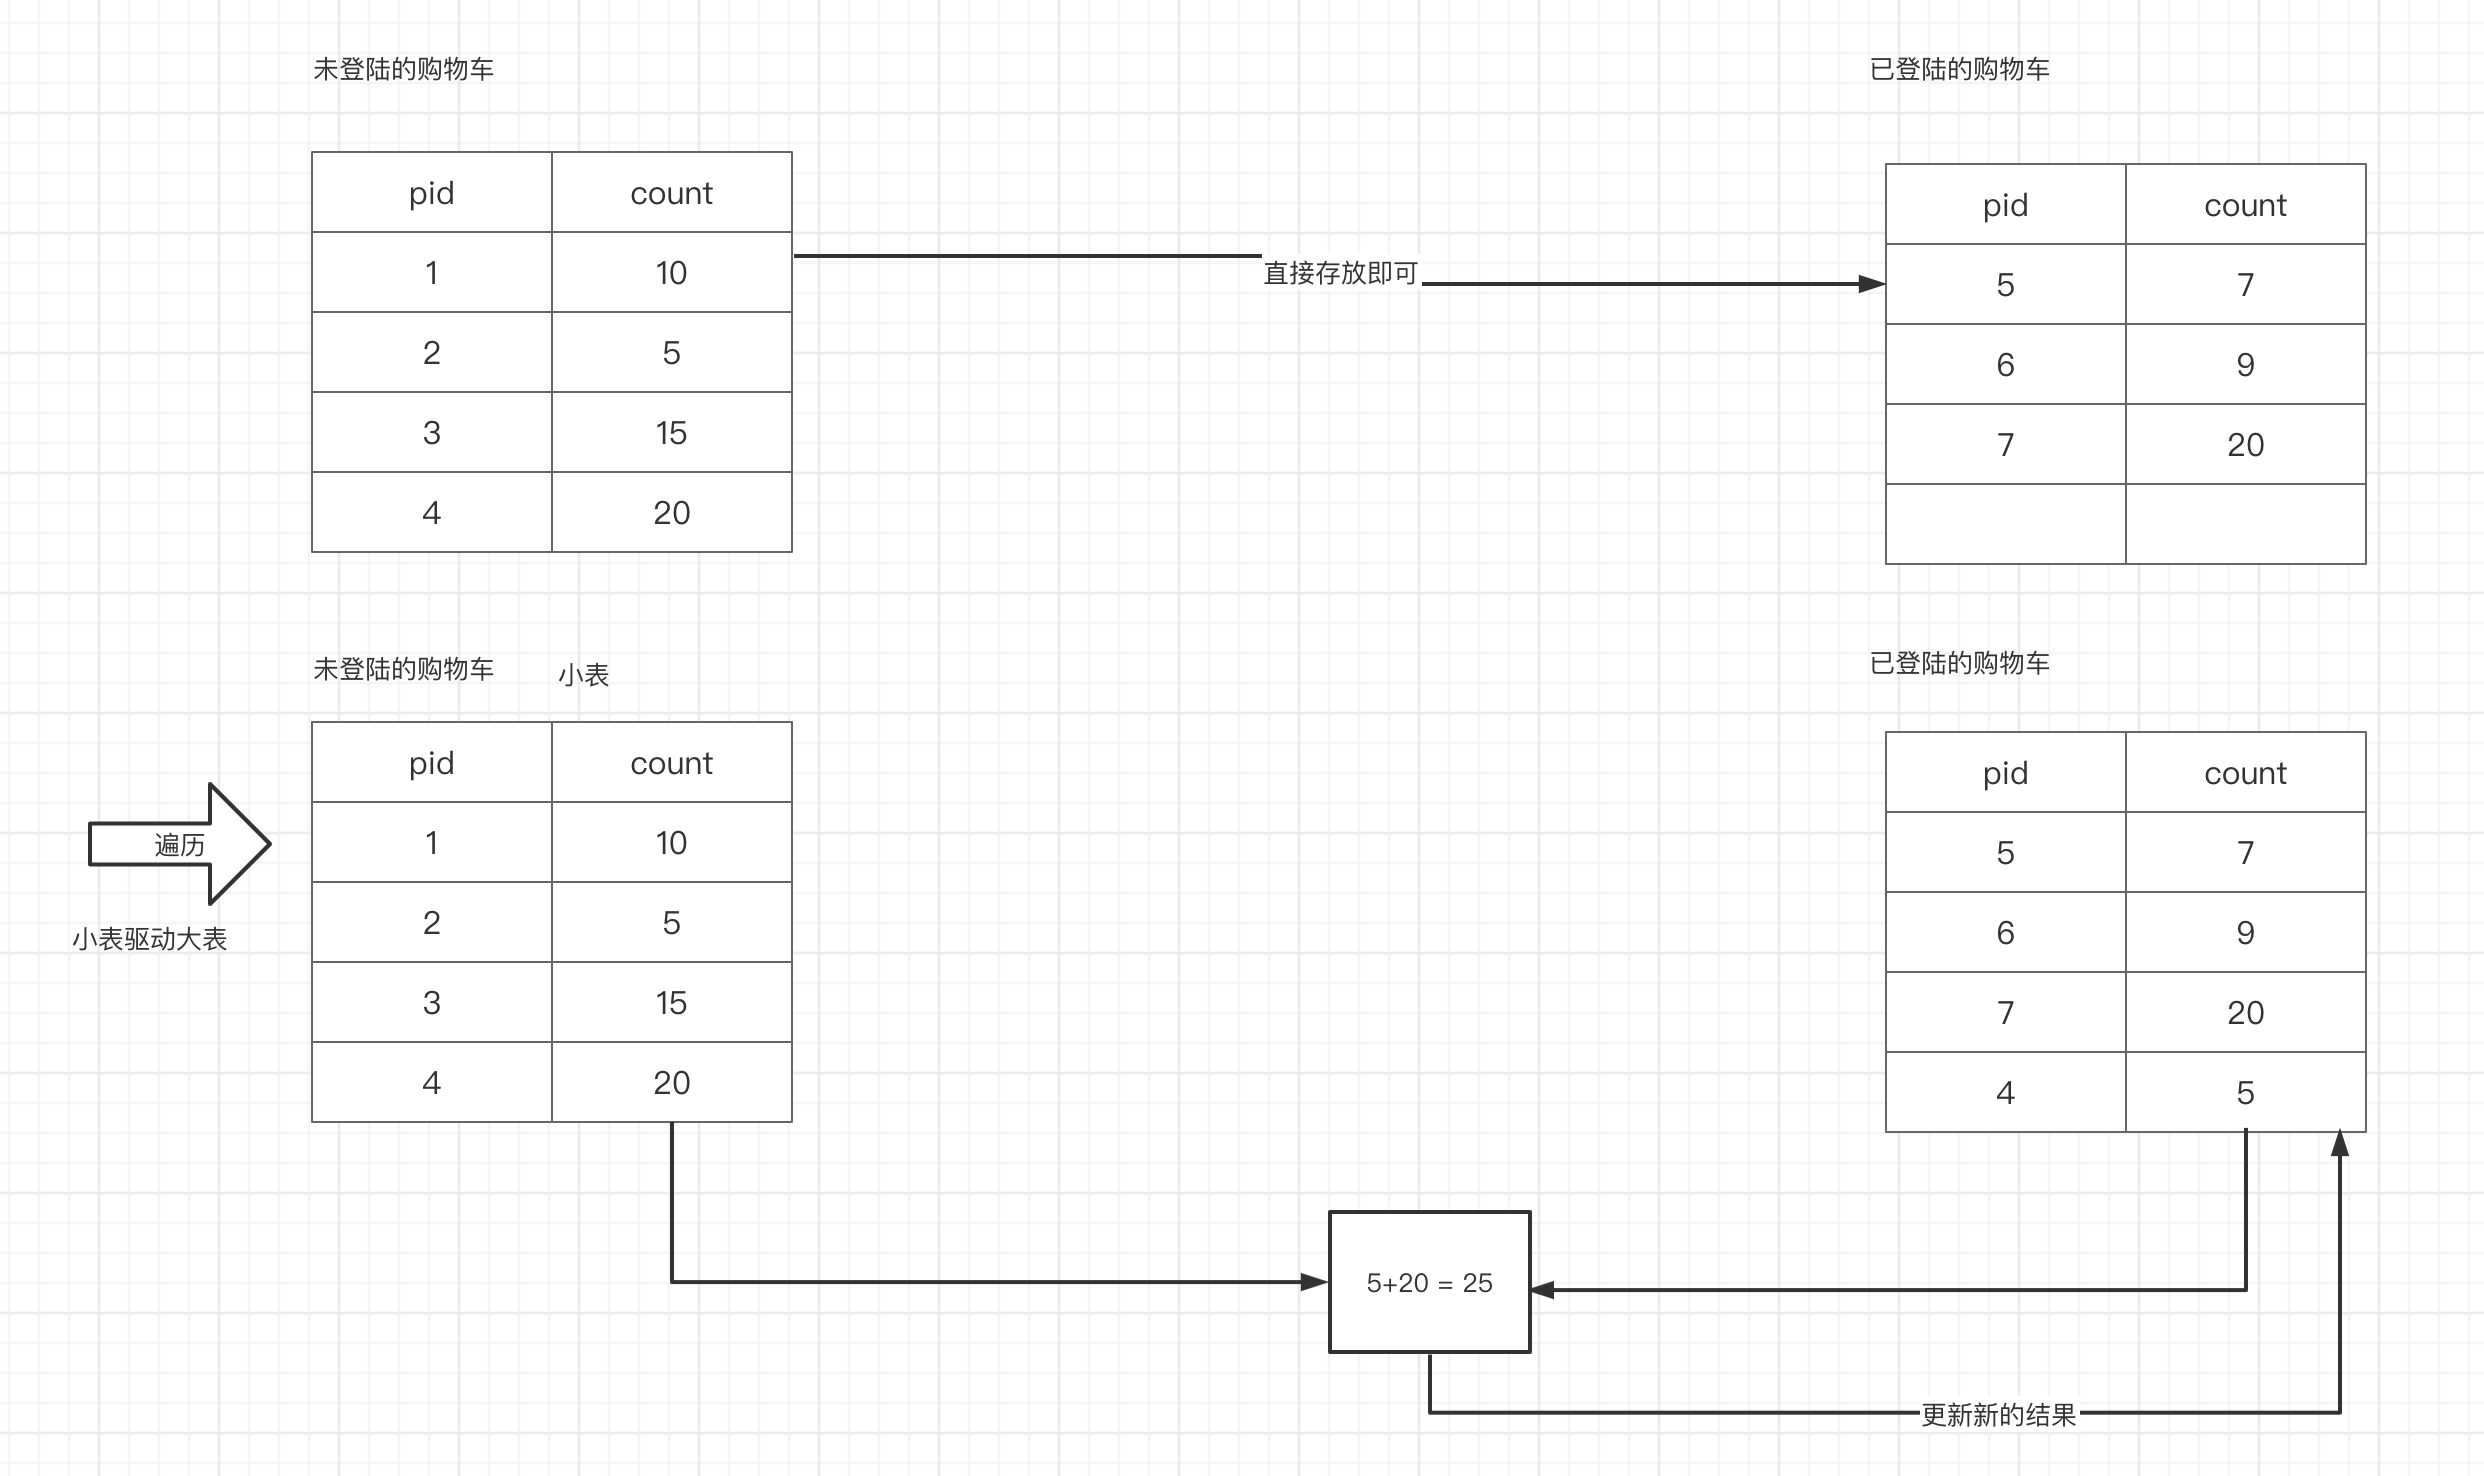 未登陆的购物车
已登陆的购物车
pid count
1 10
2 5
3 15
4 20
直接存放即可
pid count
5 7
6 9
7 20
未登陆的购物车 小表
已登陆的购物车
遍历
小表驱动大表
pid count
1 10
2 5
3 15
4 20
pid count
5 7
6 9
7 20
4 5
5+20 = 25
更新新的结果